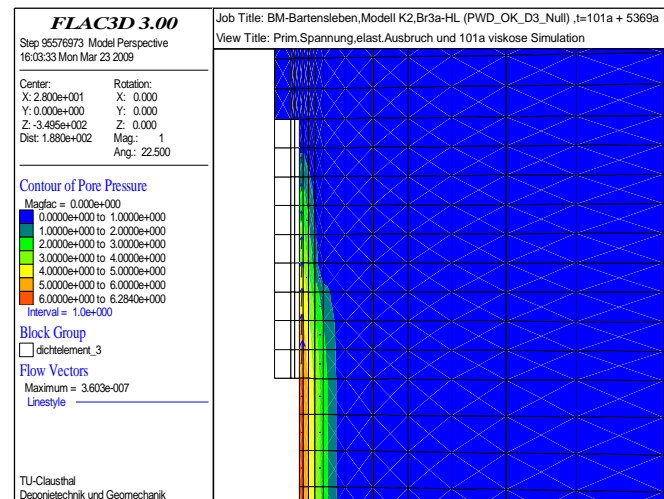 FLAC3D 3.00
Step 95576973 Model Perspective
16:03:33 Mon Mar 23 2009
Center:
X: 2.800e+001
Y: 0.000e+000
Z: -3.495e+002
Dist: 1.880e+002
Rotation:
X: 0.000
Y: 0.000
Z: 0.000
Mag.: 1
Ang.: 22.500
Contour of Pore Pressure
Magfac = 0.000e+000
0.0000e+000 to 1.0000e+000
1.0000e+000 to 2.0000e+000
2.0000e+000 to 3.0000e+000
3.0000e+000 to 4.0000e+000
4.0000e+000 to 5.0000e+000
5.0000e+000 to 6.0000e+000
6.0000e+000 to 6.2840e+000
Interval = 1.0e+000
Block Group
dichtelement_3
Flow Vectors
Maximum = 3.603e-007
Linestyle
TU-Clausthal
Deponietechnik und Geomechanik
Job Title: BM-Bartensleben,Modell K2,Br3a-HL (PWD_OK_D3_Null) ,t=101a + 5369a
View Title: Prim.Spannung,elast.Ausbruch und 101a viskose Simulation